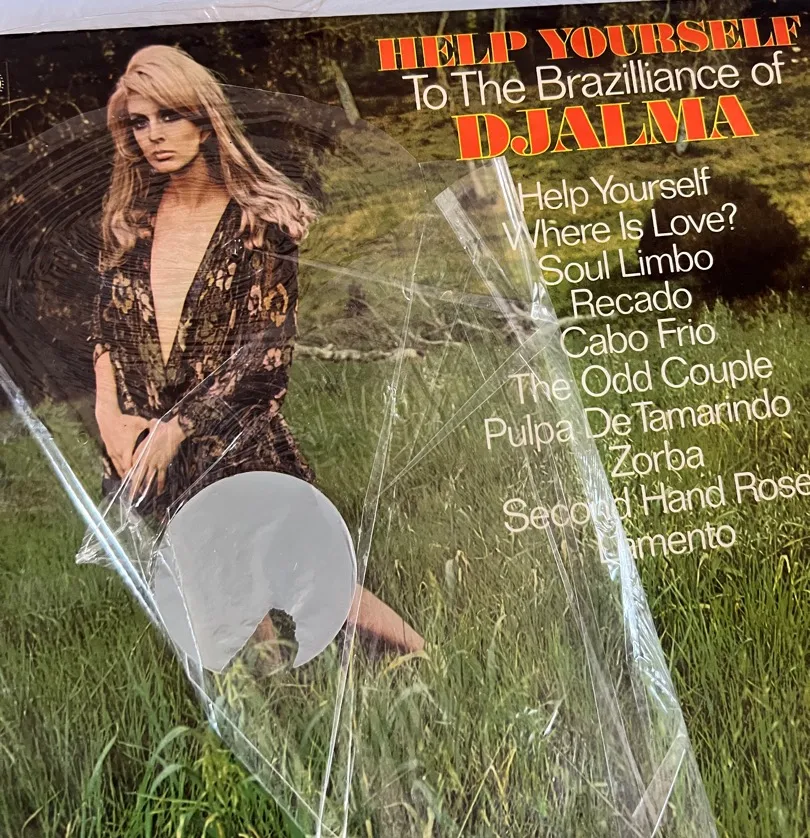 HELP YOURSELF
To The Brazilliance of
DJALMA
Help Yourself
Where Is Love?
Soul Limbo
Recado
Cabo Frio
The Odd Couple
Pulpa De Tamarindo
Zorba
Second Hand Rose
Lamento